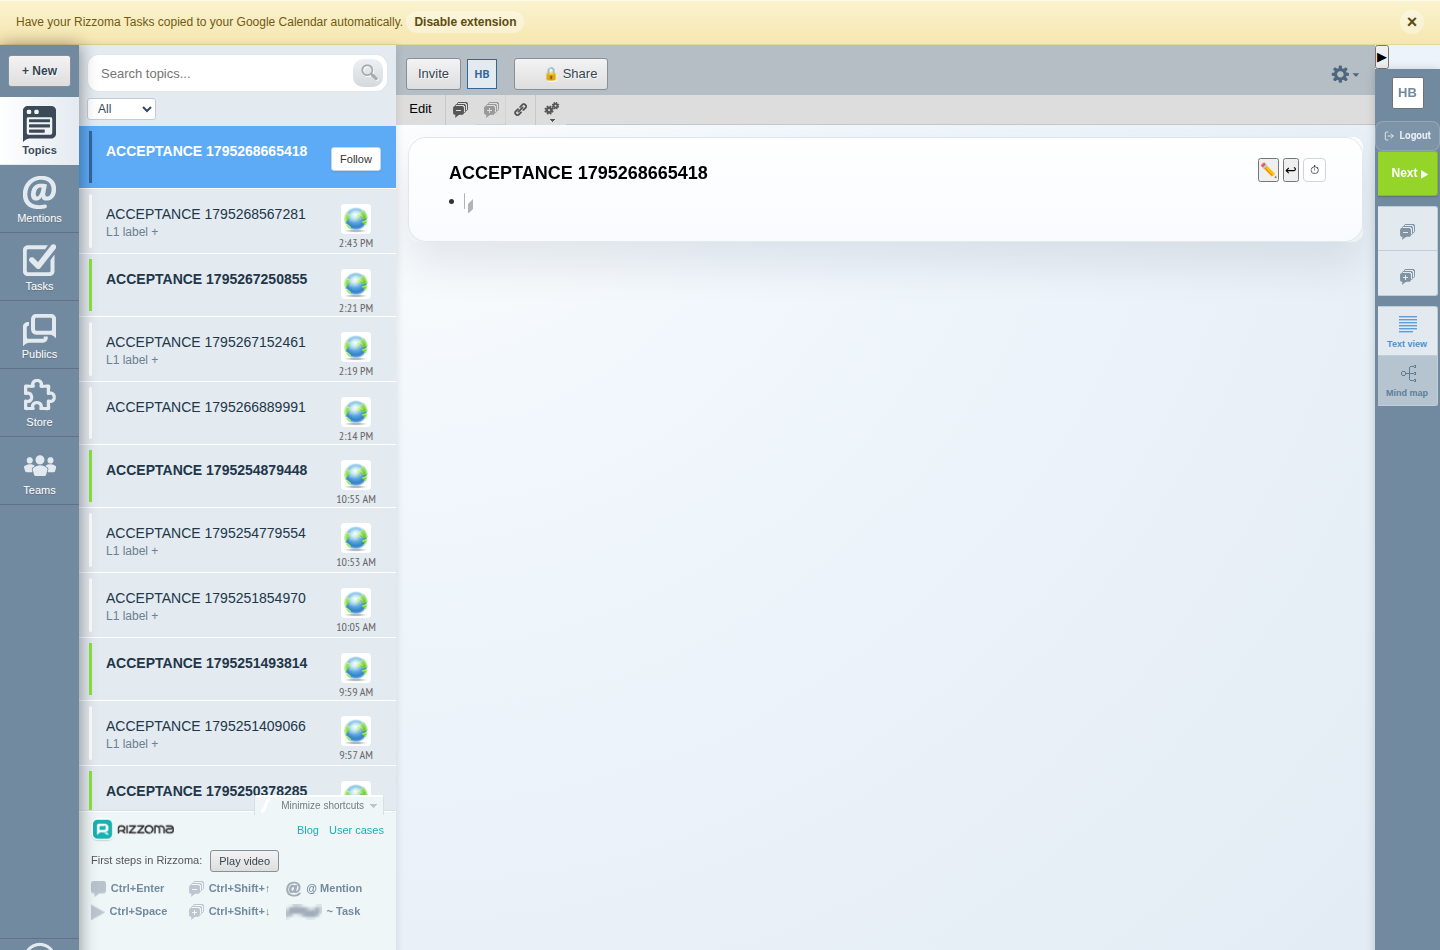 Have your Rizzoma Tasks copied to your Google Calendar automatically. Disable extension ×
+ New
Topics
Mentions
Tasks
Publics
Store
Teams
Search topics...
All
ACCEPTANCE 1795268665418
Follow
ACCEPTANCE 1795268567281
L1 label +
2:43 PM
ACCEPTANCE 1795267250855
2:21 PM
ACCEPTANCE 1795267152461
L1 label +
2:19 PM
ACCEPTANCE 1795266889991
2:14 PM
ACCEPTANCE 1795254879448
10:55 AM
ACCEPTANCE 1795254779554
L1 label +
10:53 AM
ACCEPTANCE 1795251854970
L1 label +
10:05 AM
ACCEPTANCE 1795251493814
9:59 AM
ACCEPTANCE 1795251409066
L1 label +
9:57 AM
ACCEPTANCE 1795250378285
Minimize shortcuts
RIZZOMA
Blog User cases
First steps in Rizzoma: Play video
Ctrl+Enter Ctrl+Shift+↑ @ Mention
Ctrl+Space Ctrl+Shift+↓ ~ Task
Invite HB Share
Edit
ACCEPTANCE 1795268665418
HB
Logout
Next
Text view
Mind map